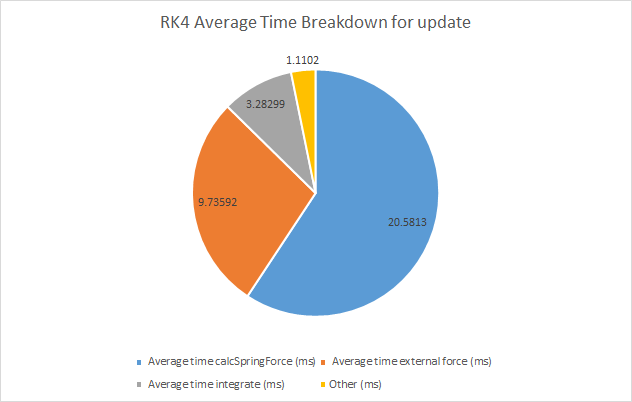 RK4 Average Time Breakdown for update
1.1102
3.28299
9.73592
20.5813
Average time calcSpringForce (ms) Average time external force (ms)
Average time integrate (ms) Other (ms)